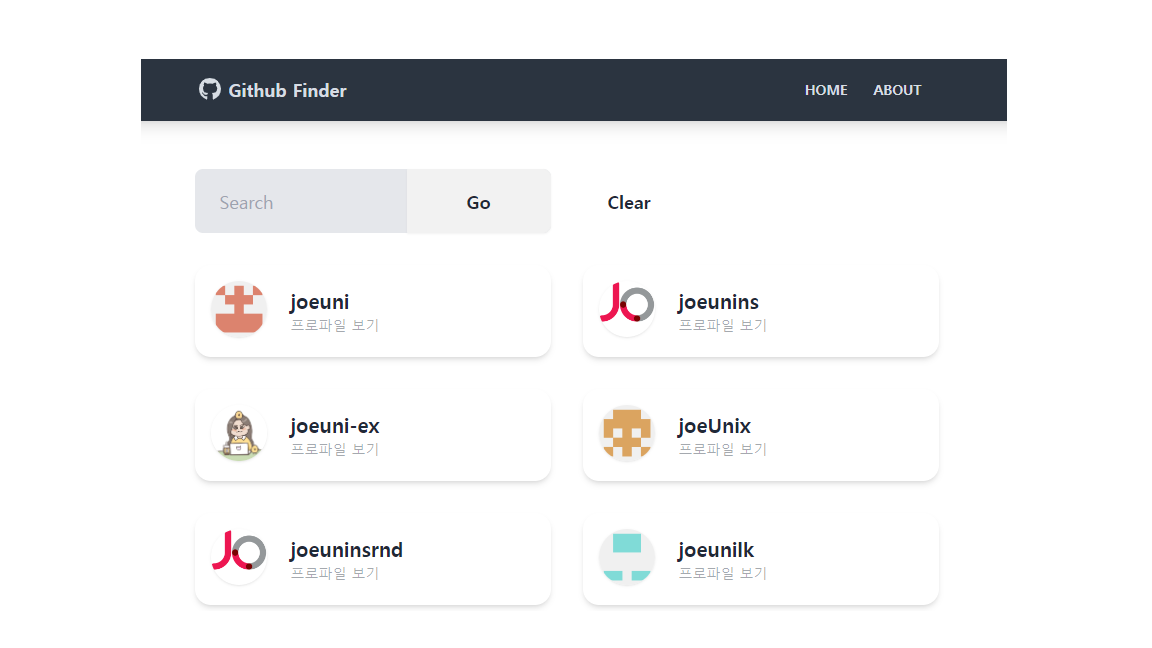 Github Finder HOME ABOUT
Search Go Clear
joeuni
프로파일 보기
joeunins
프로파일 보기
joeuni-ex
프로파일 보기
joeUnix
프로파일 보기
joeuninsrnd
프로파일 보기
joeunilk
프로파일 보기